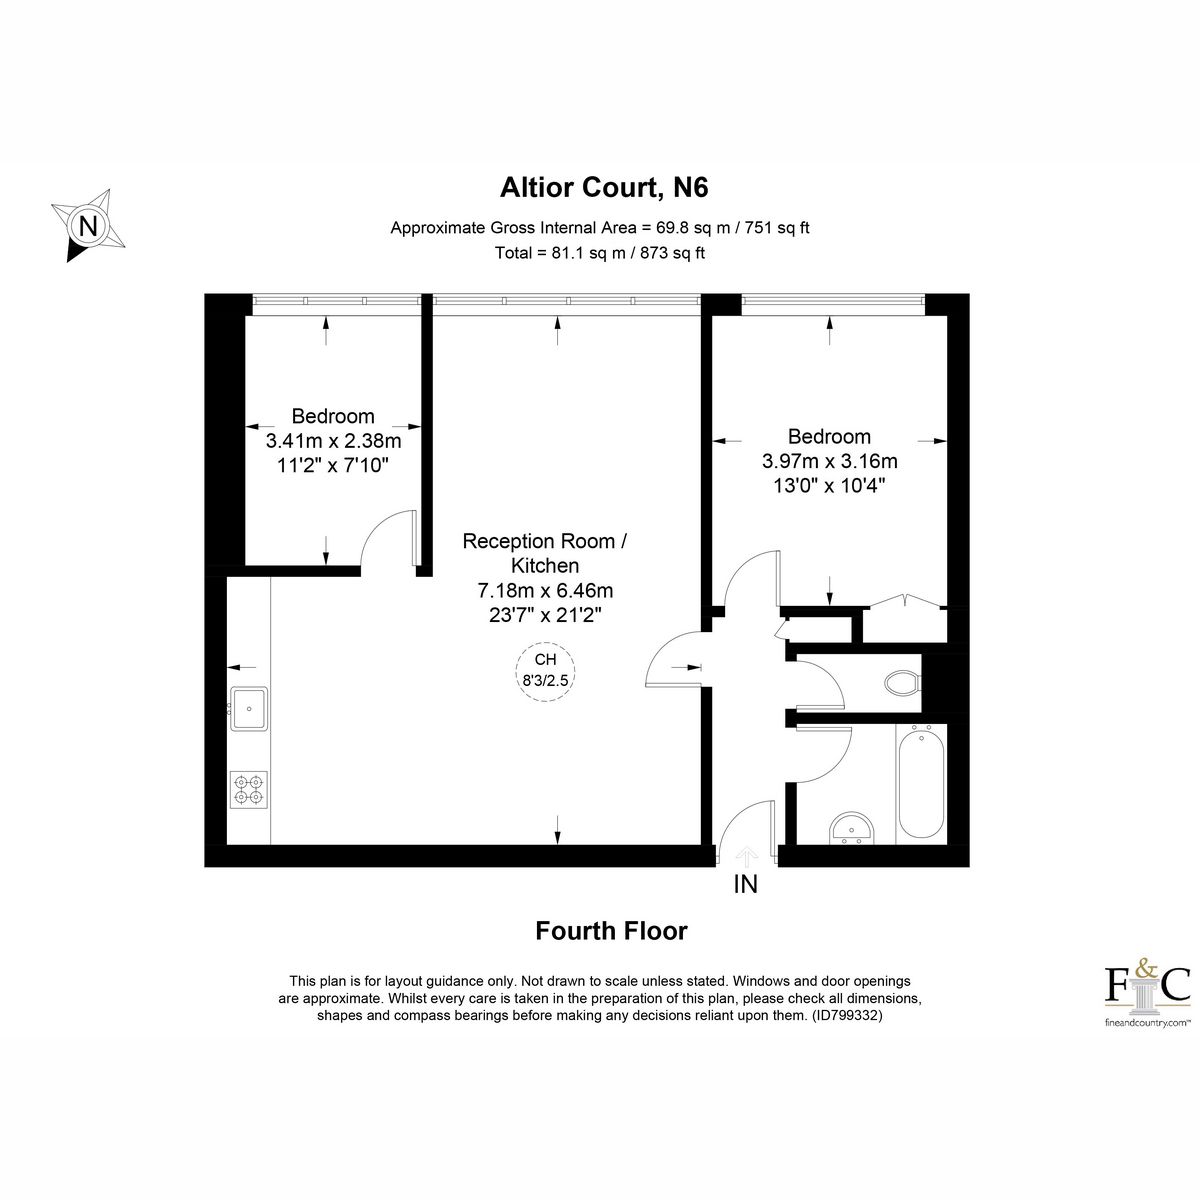 N
Altior Court, N6
Approximate Gross Internal Area = 69.8 sq m / 751 sq ft
Total = 81.1 sq m / 873 sq ft
Bedroom
3.41m x 2.38m
11'2" x 7'10"
Bedroom
3.97m x 3.16m
13'0" x 10'4"
Reception Room /
Kitchen
7.18m x 6.46m
23'7" x 21'2"
CH
8'3/2.5
IN
Fourth Floor
This plan is for layout guidance only. Not drawn to scale unless stated. Windows and door openings
are approximate. Whilst every care is taken in the preparation of this plan, please check all dimensions,
shapes and compass bearings before making any decisions reliant upon them. (ID799332)
F&C
fineandcountry.com™